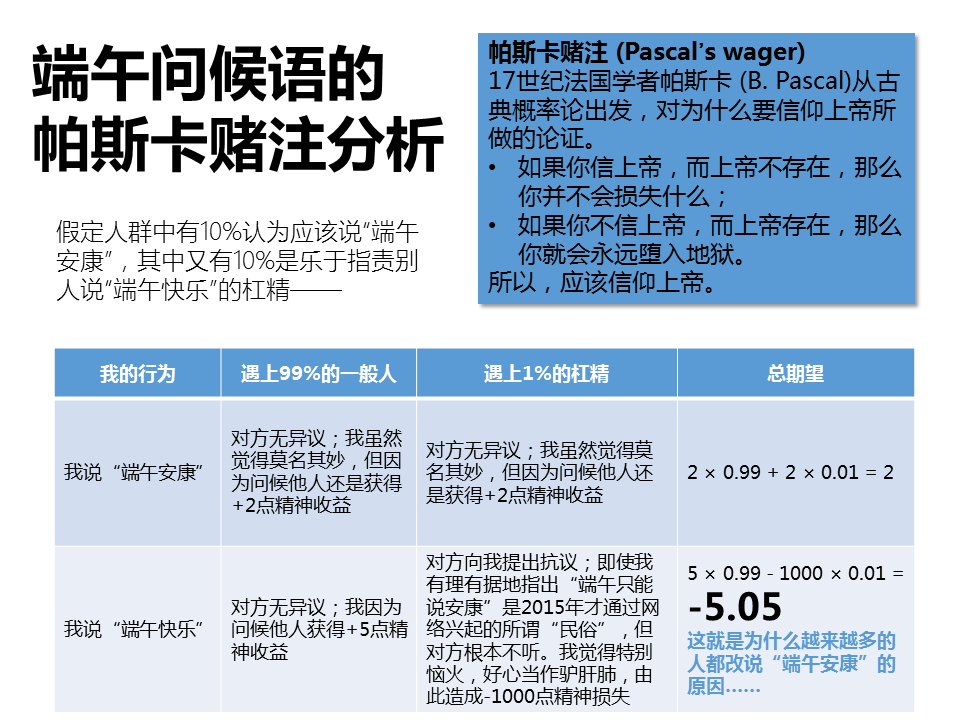 端午问候语的
帕斯卡赌注分析
帕斯卡赌注 (Pascal’s wager)
17世纪法国学者帕斯卡 (B. Pascal)从古
典概率论出发，对为什么要信仰上帝所
做的论证。
• 如果你信上帝，而上帝不存在，那么
你并不会损失什么；
• 如果你不信上帝，而上帝存在，那么
你就会永远堕入地狱。
所以，应该信仰上帝。
假定人群中有10%认为应该说“端午
安康”，其中又有10%是乐于指责别
人说“端午快乐”的杠精——
我的行为
遇上99%的一般人
遇上1%的杠精
总期望
我说“端午安康”
对方无异议；我虽然
觉得莫名其妙，但因
为问候他人还是获得
+2点精神收益
对方无异议；我虽然觉得莫
名其妙，但因为问候他人还
是获得+2点精神收益
2 × 0.99 + 2 × 0.01 = 2
我说“端午快乐”
对方无异议；我因为
问候他人获得+5点精
神收益
对方向我提出抗议；即使我
有理有据地指出“端午只能
说安康”是2015年才通过网
络兴起的所谓“民俗”，但
对方根本不听。我觉得特别
恼火，好心当作驴肝肺，由
此造成-1000点精神损失
5 × 0.99 - 1000 × 0.01 =
-5.05
这就是为什么越来越多的
人都改说“端午安康”的
原因……